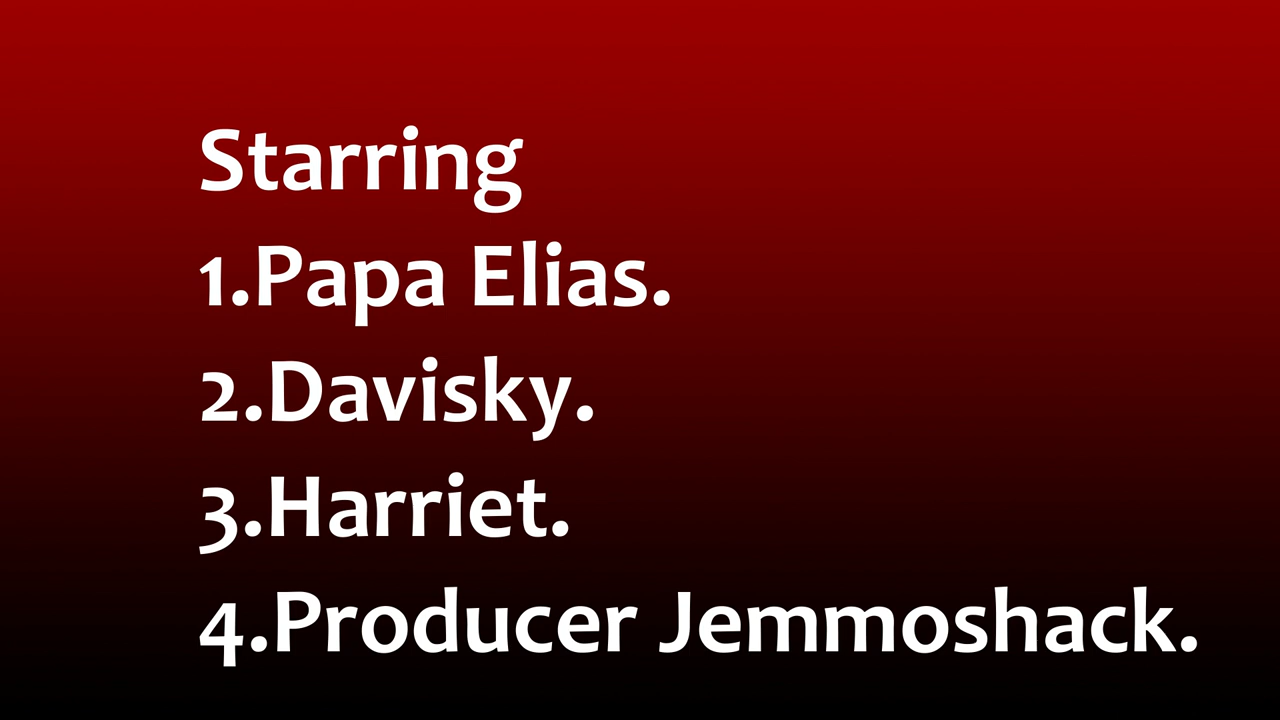 Starring
1.Papa Elias.
2.Davisky.
3.Harriet.
4.Producer Jemmoshack.